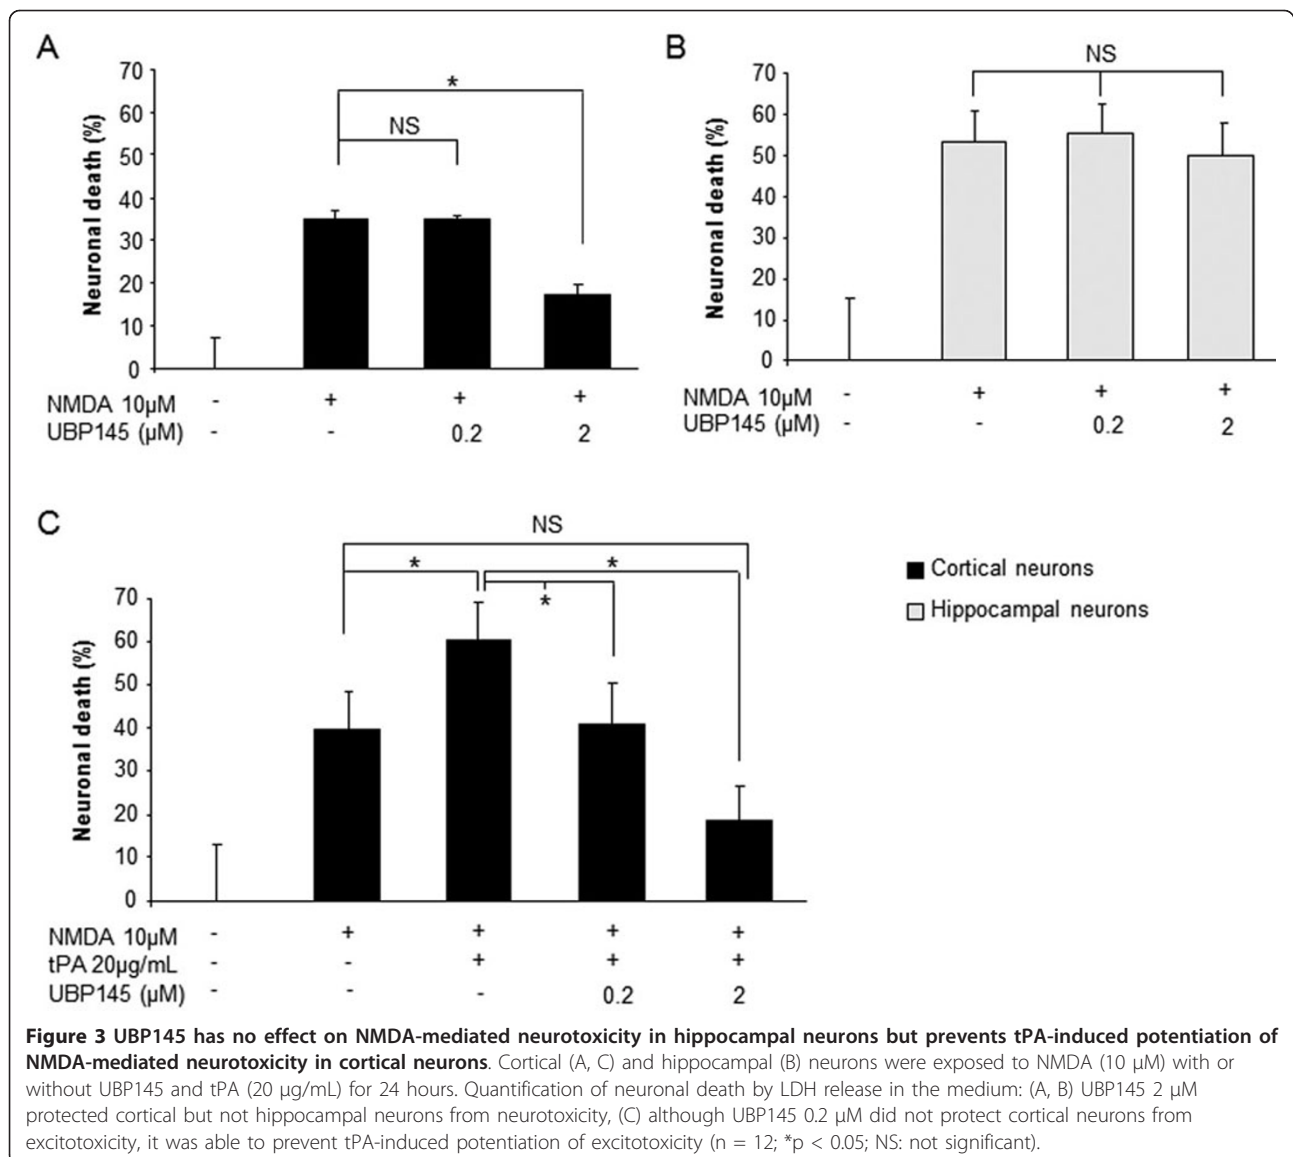 A
Neuronal death (%)
70
60
50
40
30
20
10
0
*
NS
NMDA 10µM - + + +
UBP145 (µM) - - 0.2 2
B
Neuronal death (%)
70
60
50
40
30
20
10
0
NS
NMDA 10µM - + + +
UBP145 (µM) - - 0.2 2
C
Neuronal death (%)
70
60
50
40
30
20
10
0
NS
* *
*
NMDA 10µM - + + + +
tPA 20µg/mL - - + + +
UBP145 (µM) - - - 0.2 2
Cortical neurons
Hippocampal neurons
Figure 3 UBP145 has no effect on NMDA-mediated neurotoxicity in hippocampal neurons but prevents tPA-induced potentiation of
NMDA-mediated neurotoxicity in cortical neurons. Cortical (A, C) and hippocampal (B) neurons were exposed to NMDA (10 µM) with or
without UBP145 and tPA (20 µg/mL) for 24 hours. Quantification of neuronal death by LDH release in the medium: (A, B) UBP145 2 µM
protected cortical but not hippocampal neurons from neurotoxicity, (C) although UBP145 0.2 µM did not protect cortical neurons from
excitotoxicity, it was able to prevent tPA-induced potentiation of excitotoxicity (n = 12; *p < 0.05; NS: not significant).